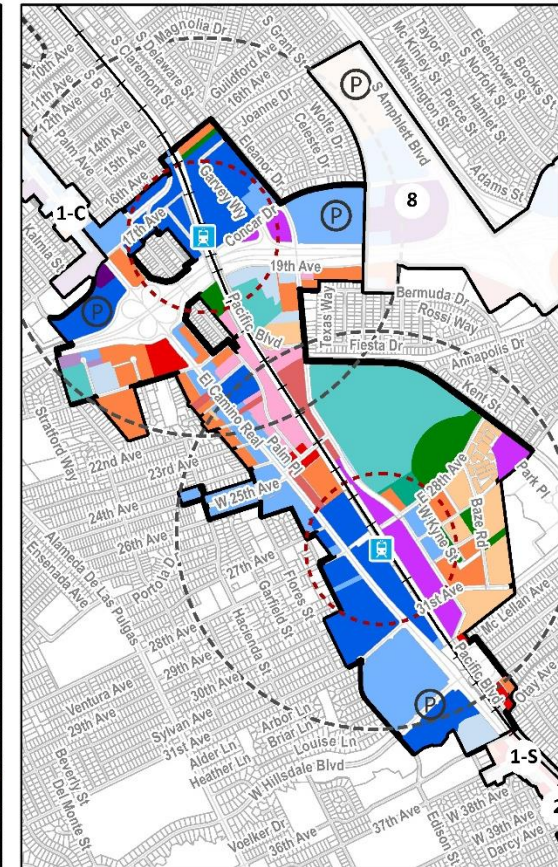 Magnolia Dr
S Delaware St
S Claremont St
S B St
10th Ave
11th Ave
12th Ave
Palm Ave
14th Ave
15th Ave
16th Ave
S Grant St
Guildford Ave
16th Ave
Joanne Dr
Wolfe Dr
Celeste Dr
Eleanor Dr
Taylor St
Mc Kinley St
Pierce St
Washington St
Eisenhower St
S Norfolk St
Hamlet St
Brooks St
P
S Amphlett Blvd
Adams St
8
1-C
17th Ave
Garvey Wy
Concar Dr
P
Kalmia St
19th Ave
P
Pacific Blvd
Texas Way
Bermuda Dr
Rossi Way
Fiesta Dr
Annapolis Dr
Kent St
Stratford Way
El Camino Real
Palm Pl
22nd Ave
23rd Ave
24th Ave
W 25th Ave
26th Ave
27th Ave
28th Ave
29th Ave
30th Ave
31st Ave
E 28th Ave
Baze Rd
Park Pl
W Kyne St
31st Ave
Mc Lellan Ave
Pacific Blvd
Otay Ave
Flores St
Garfield St
Hacienda St
Portola Dr
Alameda De Las Pulgas
Ensenada Ave
Ventura Ave
29th Ave
Sylvan Ave
Beverly St
Del Monte St
Arbor Ln
Briar Ln
Alder Ln
Heather Ln
Louise Ln
W Hillsdale Blvd
P
1-S
2
Voelker Dr
36th Ave
37th Ave
Edison St
W 38th Ave
W 39th Ave
Darcy Ave